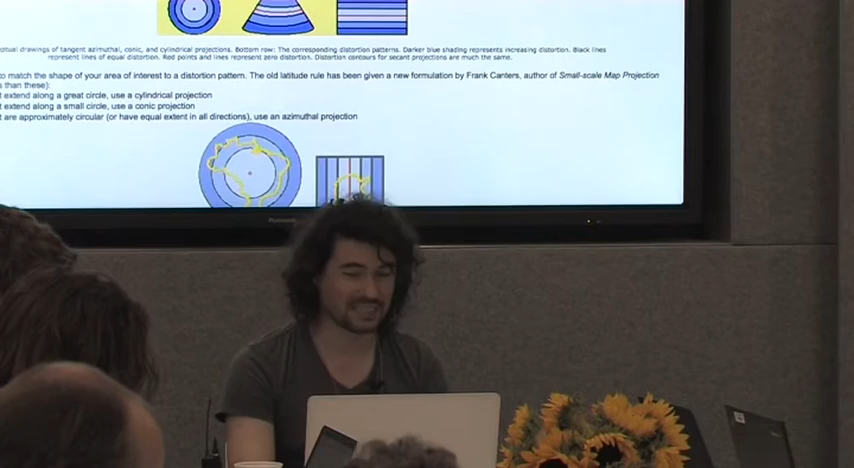 ptual drawings of tangent azimuthal, conic, and cylindrical projections. Bottom row: The corresponding distortion patterns. Darker blue shading represents increasing distortion. Black lines
represent lines of equal distortion. Red points and lines represent zero distortion. Distortion contours for secant projections are much the same.
to match the shape of your area of interest to a distortion pattern. The old latitude rule has been given a new formulation by Frank Canters, author of Small-scale Map Projection
s than these):
t extend along a great circle, use a cylindrical projection
t extend along a small circle, use a conic projection
t are approximately circular (or have equal extent in all directions), use an azimuthal projection
Panasonic